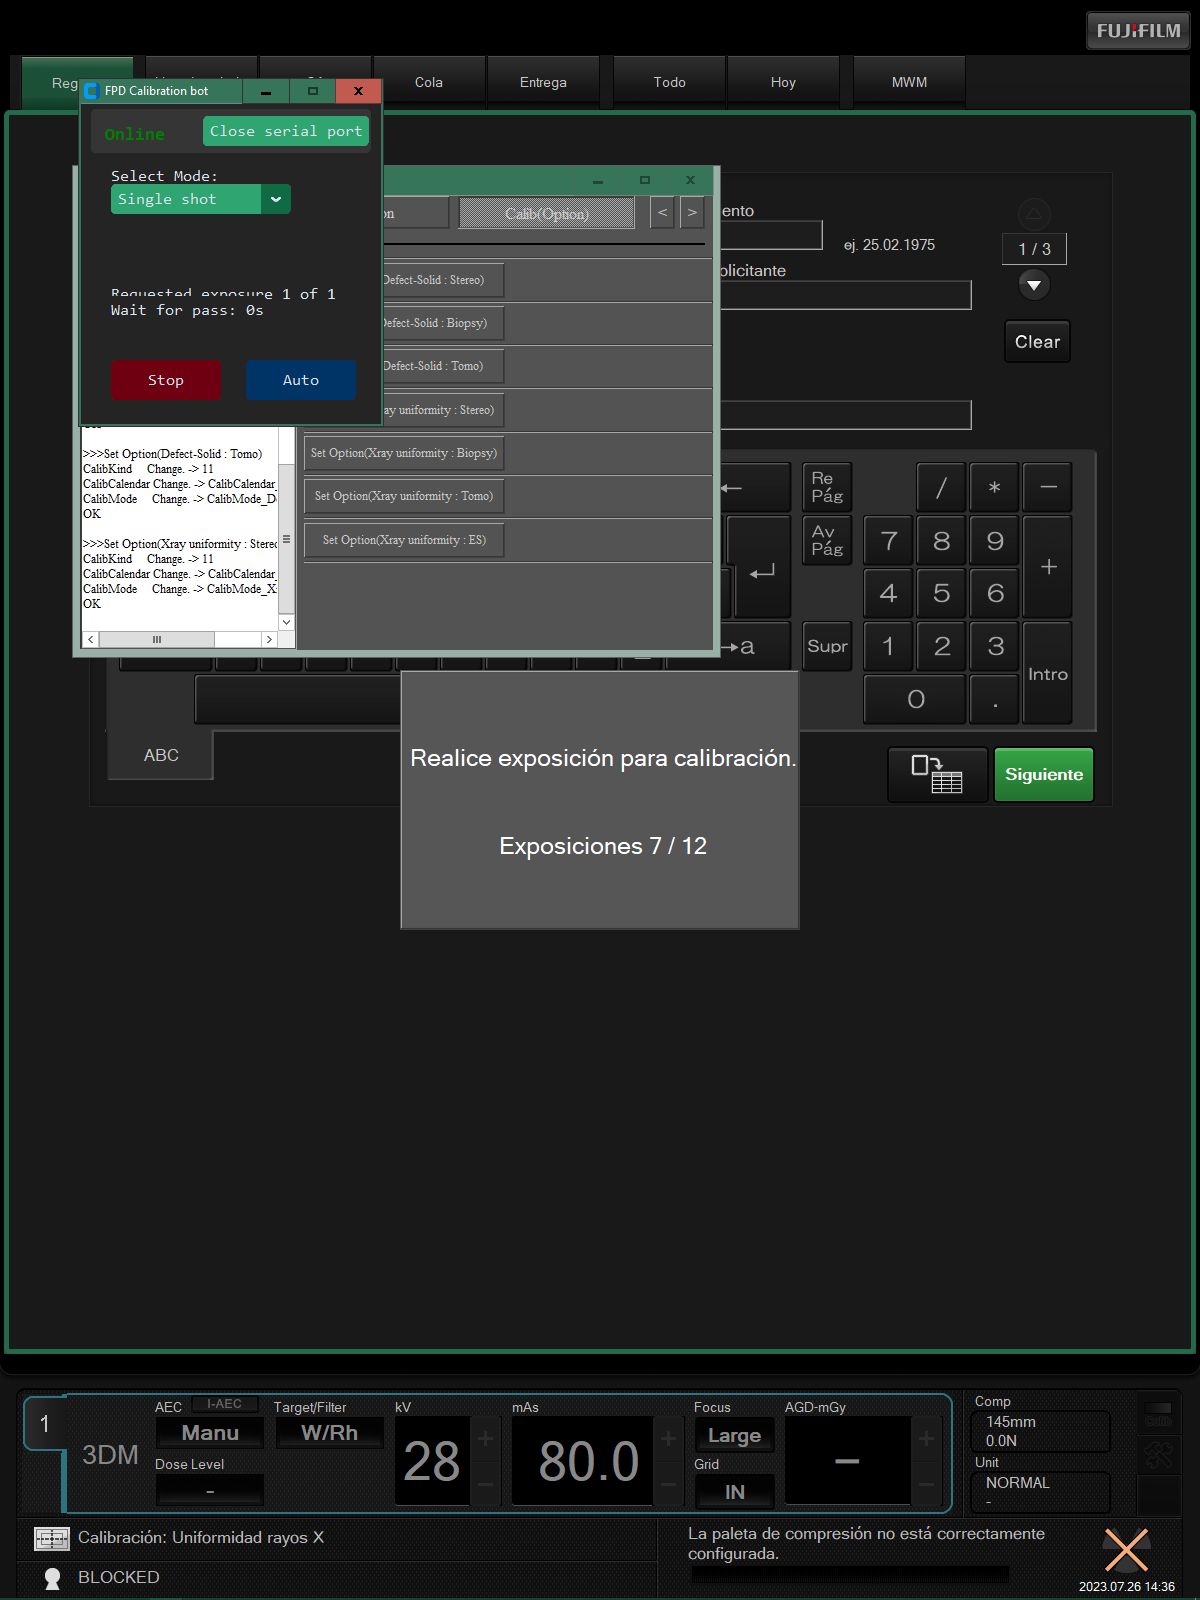 FUJIFILM
Cola
Entrega
Todo
Hoy
MWM
FPD Calibration bot
Online
Close serial port
Select Mode:
Single shot
Requested exposure 1 of 1
Wait for pass: 0s
Stop
Auto
Calib(Option)
<
>
Defect-Solid : Stereo)
Defect-Solid : Biopsy)
Defect-Solid : Tomo)
ay uniformity : Stereo)
Set Option(Xray uniformity : Biopsy)
Set Option(Xray uniformity : Tomo)
Set Option(Xray uniformity : ES)
>>>Set Option(Defect-Solid : Tomo)
CalibKind Change. -> 11
CalibCalendar Change. -> CalibCalendar_
CalibMode Change. -> CalibMode_D
OK
>>>Set Option(Xray uniformity : Stereo
CalibKind Change. -> 11
CalibCalendar Change. -> CalibCalendar_
CalibMode Change. -> CalibMode_X
OK
ento
ej. 25.02.1975
olicitante
1 / 3
Clear
←
Re Pág
/
*
−
Av Pág
7
8
9
+
4
5
6
→a
Supr
1
2
3
Intro
0
.
ABC
Siguiente
Realice exposición para calibración.
Exposiciones 7 / 12
1
3DM
AEC
I-AEC
Manu
Dose Level
-
Target/Filter
W/Rh
kV
28
+
−
mAs
80.0
+
−
Focus
Large
Grid
IN
AGD-mGy
−
+
−
Comp
145mm
0.0N
Unit
NORMAL
-
Calibración: Uniformidad rayos X
BLOCKED
La paleta de compresión no está correctamente
configurada.
2023.07.26 14:36